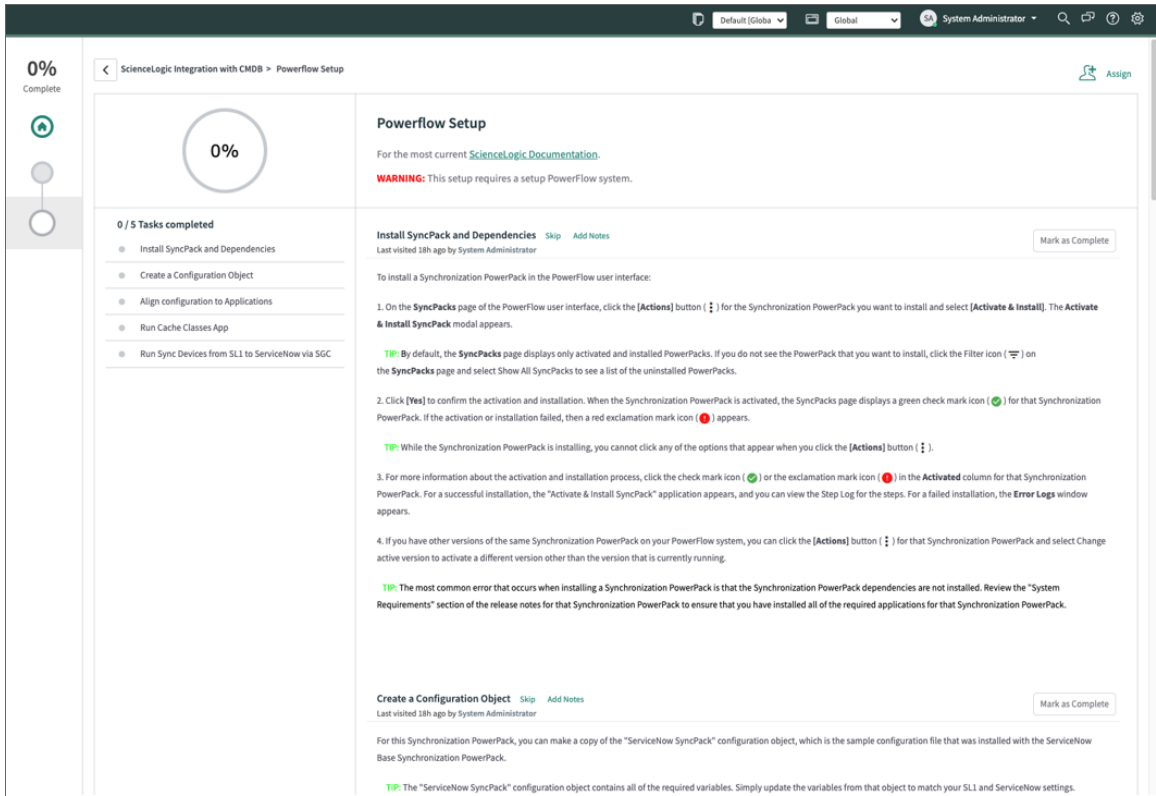 Default [Globa
Global
SA System Administrator
0%
Complete
ScienceLogic Integration with CMDB > Powerflow Setup
Assign
0%
Powerflow Setup
For the most current ScienceLogic Documentation.
WARNING: This setup requires a setup PowerFlow system.
0 / 5 Tasks completed
Install SyncPack and Dependencies
Create a Configuration Object
Align configuration to Applications
Run Cache Classes App
Run Sync Devices from SL1 to ServiceNow via SGC
Install SyncPack and Dependencies Skip Add Notes
Last visited 18h ago by System Administrator
Mark as Complete
To install a Synchronization PowerPack in the PowerFlow user interface:
1. On the SyncPacks page of the PowerFlow user interface, click the [Actions] button ( ) for the Synchronization PowerPack you want to install and select [Activate & Install]. The Activate
& Install SyncPack modal appears.
TIP: By default, the SyncPacks page displays only activated and installed PowerPacks. If you do not see the PowerPack that you want to install, click the Filter icon ( ) on
the SyncPacks page and select Show All SyncPacks to see a list of the uninstalled PowerPacks.
2. Click [Yes] to confirm the activation and installation. When the Synchronization PowerPack is activated, the SyncPacks page displays a green check mark icon ( ) for that Synchronization
PowerPack. If the activation or installation failed, then a red exclamation mark icon ( ) appears.
TIP: While the Synchronization PowerPack is installing, you cannot click any of the options that appear when you click the [Actions] button ( ).
3. For more information about the activation and installation process, click the check mark icon ( ) or the exclamation mark icon ( ) in the Activated column for that Synchronization
PowerPack. For a successful installation, the "Activate & Install SyncPack" application appears, and you can view the Step Log for the steps. For a failed installation, the Error Logs window
appears.
4. If you have other versions of the same Synchronization PowerPack on your PowerFlow system, you can click the [Actions] button ( ) for that Synchronization PowerPack and select Change
active version to activate a different version other than the version that is currently running.
TIP: The most common error that occurs when installing a Synchronization PowerPack is that the Synchronization PowerPack dependencies are not installed. Review the "System
Requirements" section of the release notes for that Synchronization PowerPack to ensure that you have installed all of the required applications for that Synchronization PowerPack.
Create a Configuration Object Skip Add Notes
Last visited 18h ago by System Administrator
Mark as Complete
For this Synchronization PowerPack, you can make a copy of the "ServiceNow SyncPack" configuration object, which is the sample configuration file that was installed with the ServiceNow
Base Synchronization PowerPack.
TIP: The "ServiceNow SyncPack" configuration object contains all of the required variables. Simply update the variables from that object to match your SL1 and ServiceNow settings.